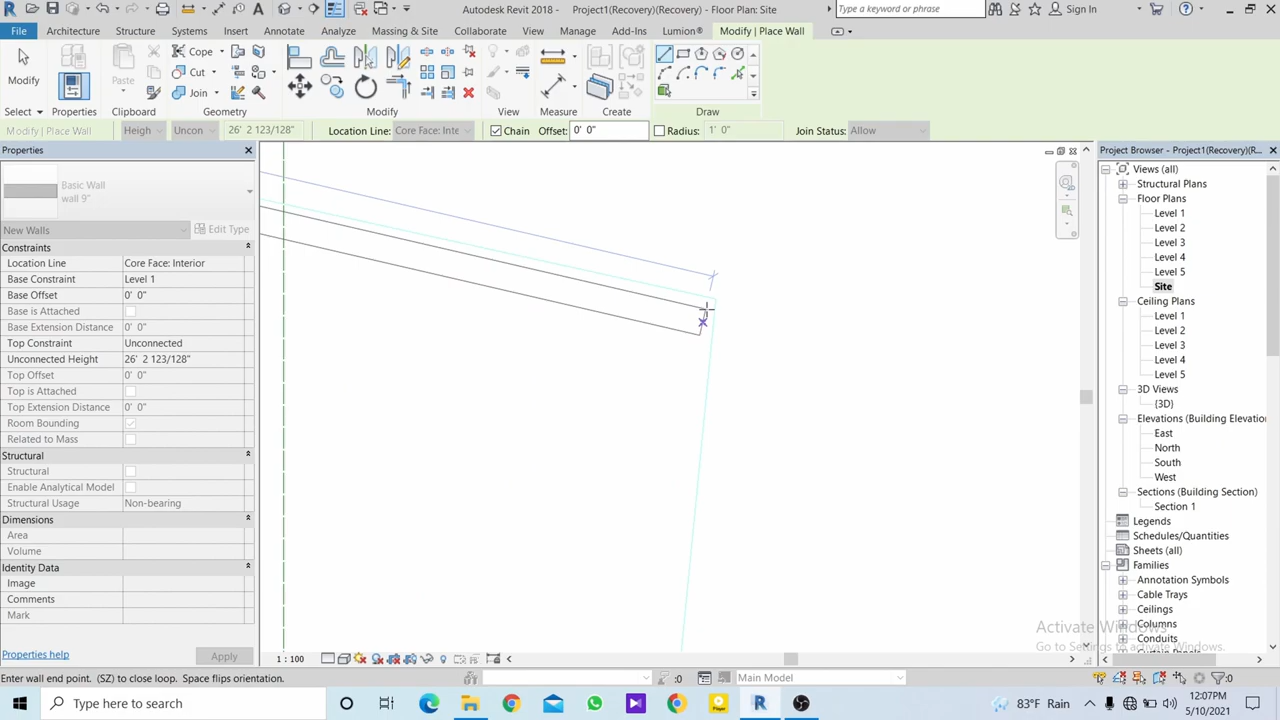 Autodesk Revit 2018 - Project1(Recovery)(Recovery) - Floor Plan: Site
Type a keyword or phrase
Sign In
File Architecture Structure Systems Insert Annotate Analyze Massing & Site Collaborate View Manage Add-Ins Lumion® Modify | Place Wall
Modify
Properties
Paste
Cope
Cut
Join
Select
Properties
Clipboard
Geometry
Modify
View
Measure
Create
Draw
Modify | Place Wall
Heigh
Uncon
26' 2 123/128"
Location Line:
Core Face: Inte
Chain
Offset:
0' 0"
Radius:
1' 0"
Join Status:
Allow
Properties
Basic Wall
wall 9"
New Walls
Edit Type
Constraints
Location Line Core Face: Interior
Base Constraint Level 1
Base Offset 0' 0"
Base is Attached
Base Extension Distance 0' 0"
Top Constraint Unconnected
Unconnected Height 26' 2 123/128"
Top Offset 0' 0"
Top is Attached
Top Extension Distance 0' 0"
Room Bounding
Related to Mass
Structural
Structural
Enable Analytical Model
Structural Usage Non-bearing
Dimensions
Area
Volume
Identity Data
Image
Comments
Mark
Properties help
Apply
Project Browser - Project1(Recovery)(R...
Views (all)
Structural Plans
Floor Plans
Level 1
Level 2
Level 3
Level 4
Level 5
Site
Ceiling Plans
Level 1
Level 2
Level 3
Level 4
Level 5
3D Views
{3D}
Elevations (Building Elevation
East
North
South
West
Sections (Building Section)
Section 1
Legends
Schedules/Quantities
Sheets (all)
Families
Annotation Symbols
Cable Trays
Ceilings
Columns
Conduits
Activate Windows
Go to Settings to activate Windows.
1 : 100
Enter wall end point. (SZ) to close loop. Space flips orientation.
:0
Main Model
:0
Type here to search
83°F Rain
12:07PM
5/10/2021